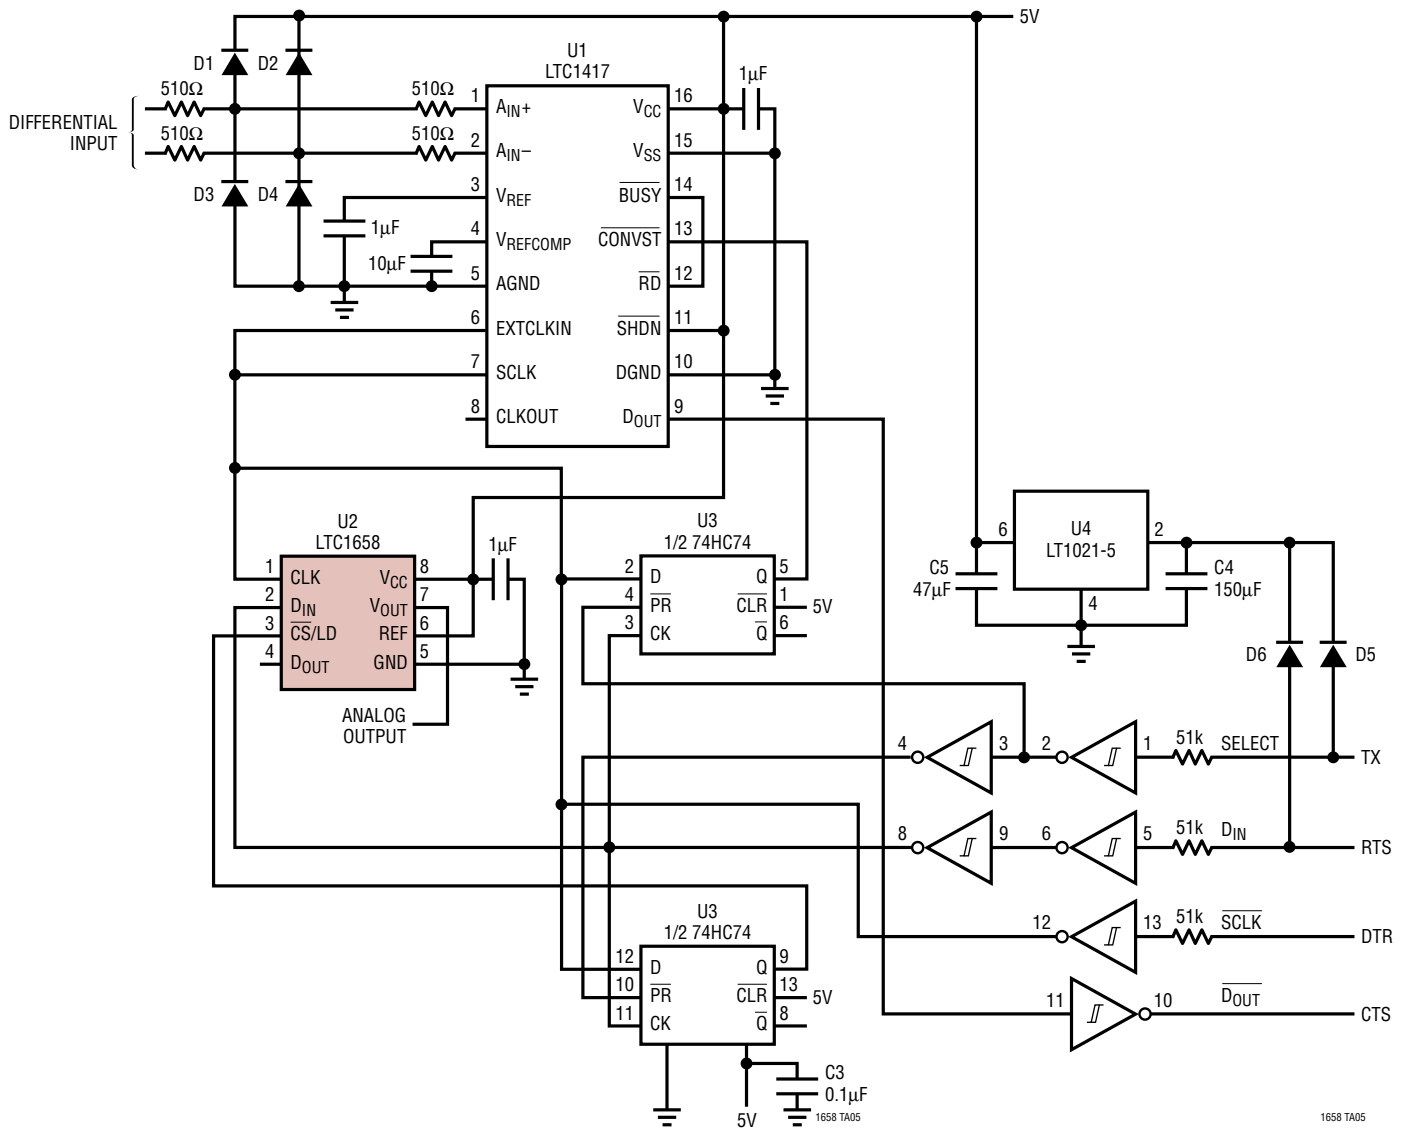 5V
D1
D2
510Ω
510Ω
DIFFERENTIAL
INPUT
510Ω
510Ω
D3
D4
1µF
10µF
U1
LTC1417
1 AIN+
2 AIN–
3 VREF
4 VREFCOMP
5 AGND
6 EXTCLKIN
7 SCLK
8 CLKOUT
VCC 16
VSS 15
BUSY 14
CONVST 13
RD 12
SHDN 11
DGND 10
DOUT 9
1µF
U2
LTC1658
1 CLK
2 DIN
3 CS/LD
4 DOUT
VCC 8
VOUT 7
REF 6
GND 5
1µF
ANALOG
OUTPUT
U3
1/2 74HC74
2 D
4 PR
3 CK
Q 5
CLR 1 5V
Q 6
6 U4 2
LT1021-5
4
C5
47µF
C4
150µF
D6
D5
4 3 2 1 51k SELECT TX
8 9 6 5 51k DIN RTS
12 13 51k SCLK DTR
11 10 DOUT CTS
U3
1/2 74HC74
12 D
10 PR
11 CK
Q 9
CLR 13 5V
Q 8
C3
0.1µF
5V
1658 TA05
1658 TA05